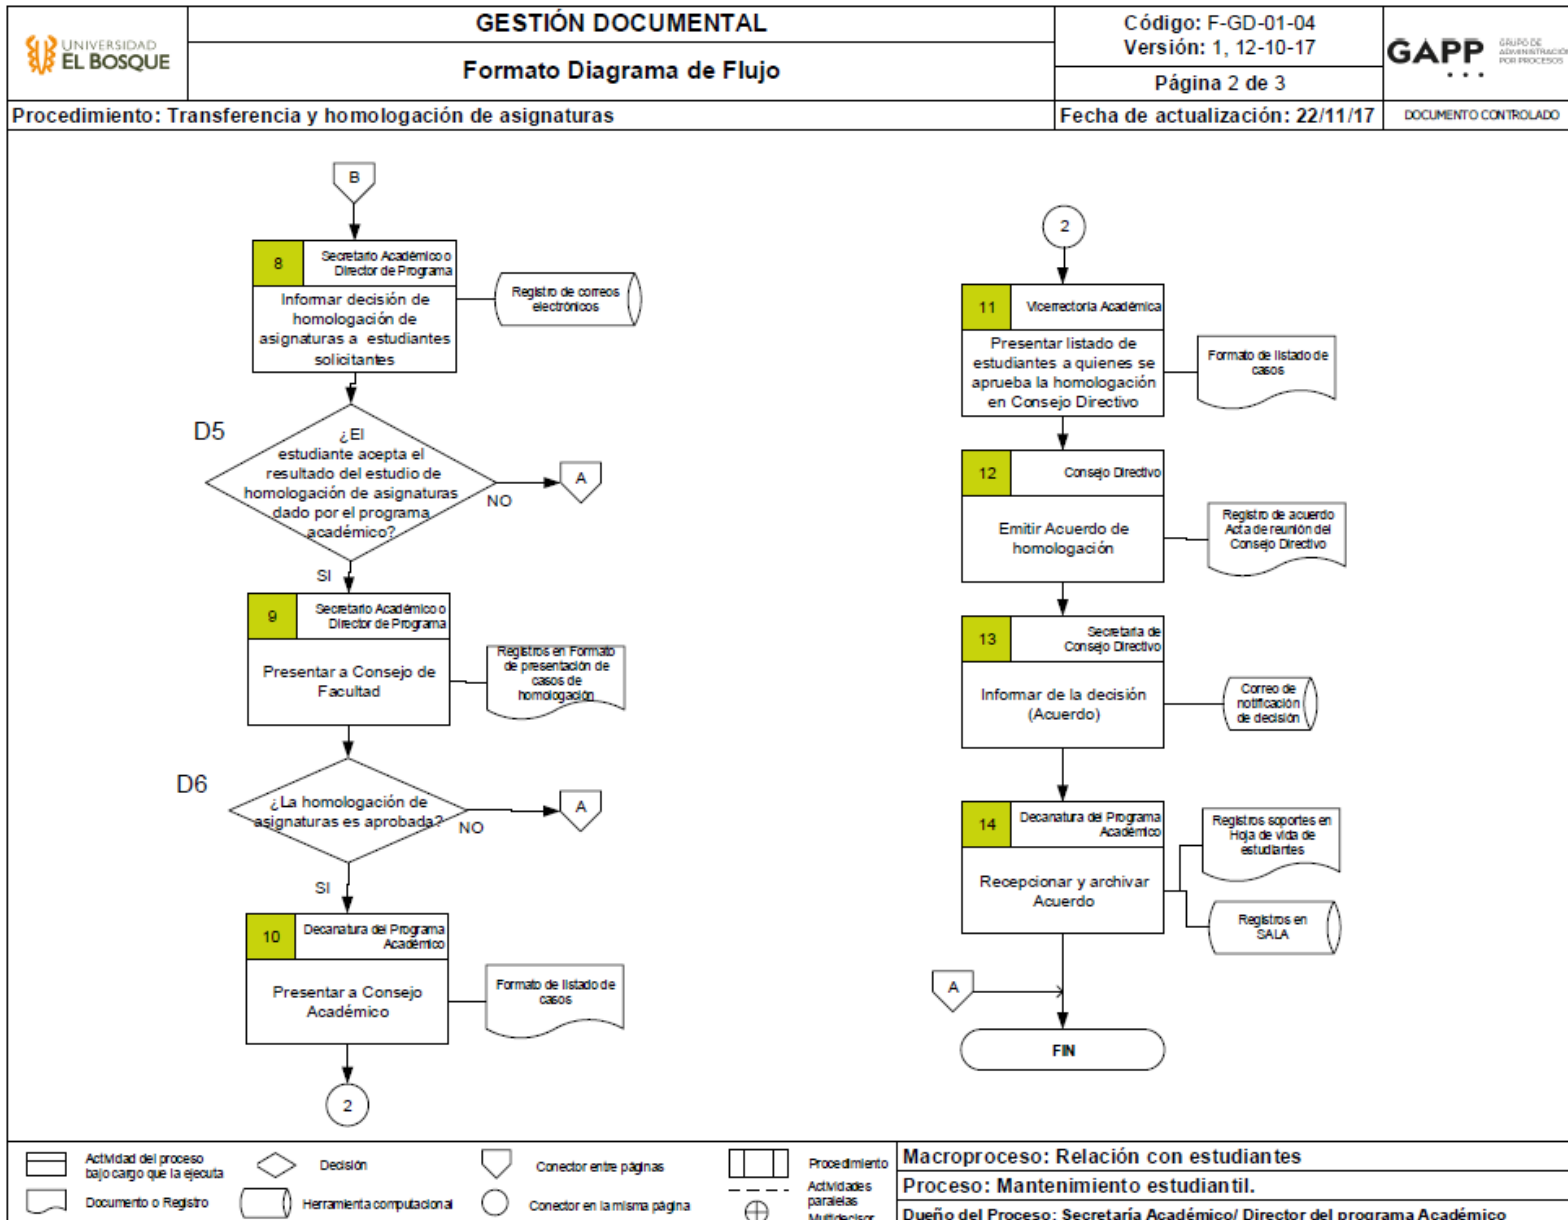 UNIVERSIDAD
EL BOSQUE
GESTIÓN DOCUMENTAL
Formato Diagrama de Flujo
Código: F-GD-01-04
Versión: 1, 12-10-17
Página 2 de 3
GAPP
GRUPO DE
ADMINISTRACIÓN
POR PROCESOS
Procedimiento: Transferencia y homologación de asignaturas
Fecha de actualización: 22/11/17
DOCUMENTO CONTROLADO
B
8
Secretario Académico o
Director de Programa
Informar decisión de
homologación de
asignaturas a estudiantes
solicitantes
Registro de correos
electrónicos
D5
¿El
estudiante acepta el
resultado del estudio de
homologación de asignaturas
dado por el programa
académico?
NO
A
SI
9
Secretario Académico o
Director de Programa
Presentar a Consejo de
Facultad
Registros en Formato
de presentación de
casos de
homologación
D6
¿La homologación de
asignaturas es aprobada?
NO
A
SI
10
Decanatura del Programa
Académico
Presentar a Consejo
Académico
Formato de listado de
casos
2
2
11
Vicerrectoría Académica
Presentar listado de
estudiantes a quienes se
aprueba la homologación
en Consejo Directivo
Formato de listado de
casos
12
Consejo Directivo
Emitir Acuerdo de
homologación
Registro de acuerdo
Acta de reunión del
Consejo Directivo
13
Secretaria de
Consejo Directivo
Informar de la decisión
(Acuerdo)
Correo de
notificación
de decisión
14
Decanatura del Programa
Académico
Recepcionar y archivar
Acuerdo
Registros soportes en
Hoja de vida de
estudiantes
Registros en
SALA
A
FIN
Actividad del proceso
bajo cargo que la ejecuta
Decisión
Conector entre páginas
Procedimiento
Documento o Registro
Herramienta computacional
Conector en la misma página
Actividades
paralelas
Multidecisor
Macroproceso: Relación con estudiantes
Proceso: Mantenimiento estudiantil.
Dueño del Proceso: Secretaría Académico/ Director del programa Académico